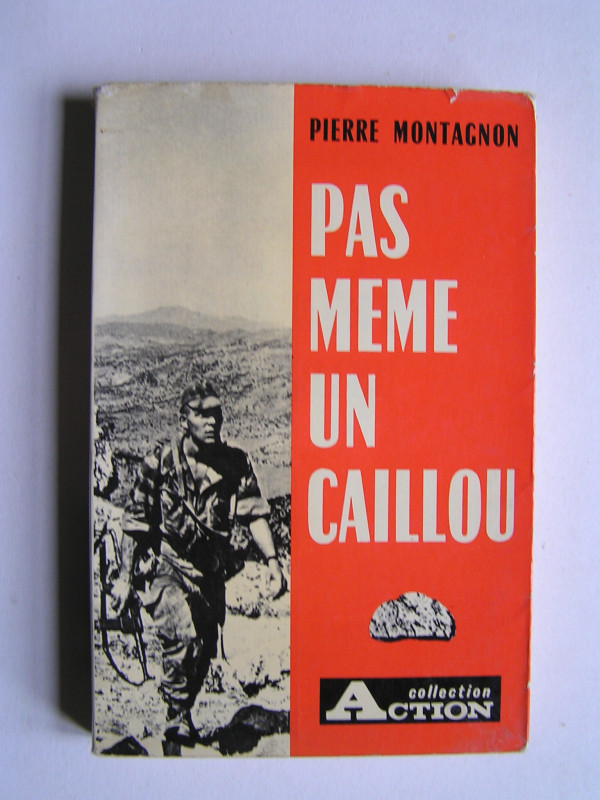 PIERRE MONTAGNON
PAS
MEME
UN
CAILLOU
collection
ACTION